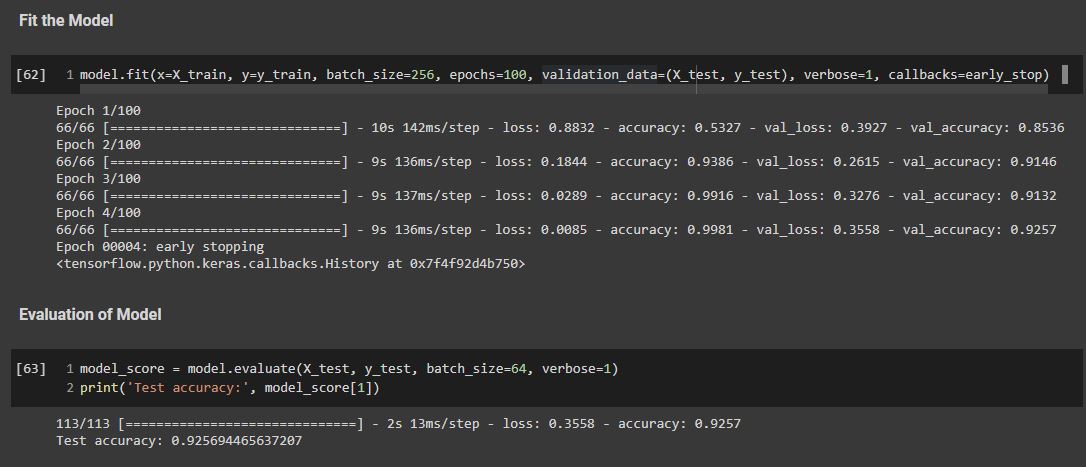 Fit the Model
[62] 1 model.fit(x=X_train, y=y_train, batch_size=256, epochs=100, validation_data=(X_test, y_test), verbose=1, callbacks=early_stop)
Epoch 1/100
66/66 [==============================] - 10s 142ms/step - loss: 0.8832 - accuracy: 0.5327 - val_loss: 0.3927 - val_accuracy: 0.8536
Epoch 2/100
66/66 [==============================] - 9s 136ms/step - loss: 0.1844 - accuracy: 0.9386 - val_loss: 0.2615 - val_accuracy: 0.9146
Epoch 3/100
66/66 [==============================] - 9s 137ms/step - loss: 0.0289 - accuracy: 0.9916 - val_loss: 0.3276 - val_accuracy: 0.9132
Epoch 4/100
66/66 [==============================] - 9s 136ms/step - loss: 0.0085 - accuracy: 0.9981 - val_loss: 0.3558 - val_accuracy: 0.9257
Epoch 00004: early stopping
<tensorflow.python.keras.callbacks.History at 0x7f4f92d4b750>
Evaluation of Model
[63] 1 model_score = model.evaluate(X_test, y_test, batch_size=64, verbose=1)
2 print('Test accuracy:', model_score[1])
113/113 [==============================] - 2s 13ms/step - loss: 0.3558 - accuracy: 0.9257
Test accuracy: 0.925694465637207